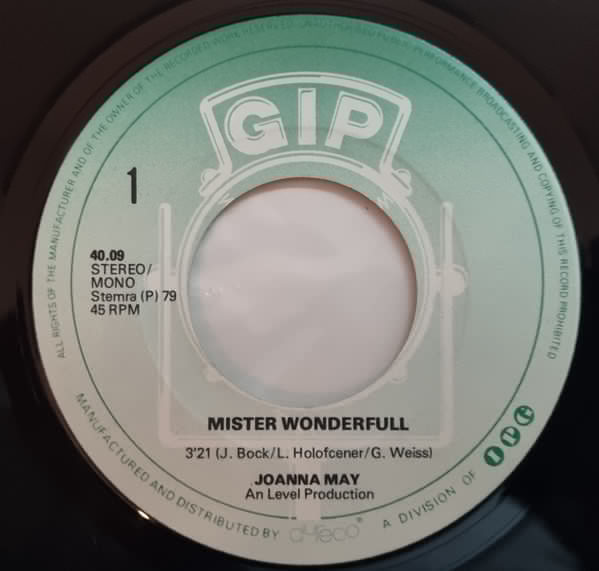 ALL RIGHTS OF THE MANUFACTURER AND OF THE OWNER OF THE RECORDED WORK RESERVED. UNAUTHORISED PUBLIC PERFORMANCE BROADCASTING AND COPYING OF THIS RECORD PROHIBITED
GIP
1
40.09
STEREO/
MONO
Stemra (P) 79
45 RPM
MISTER WONDERFULL
3'21 (J. Bock/L. Holofcener/G. Weiss)
JOANNA MAY
An Level Production
MANUFACTURED AND DISTRIBUTED BY dureco A DIVISION OF